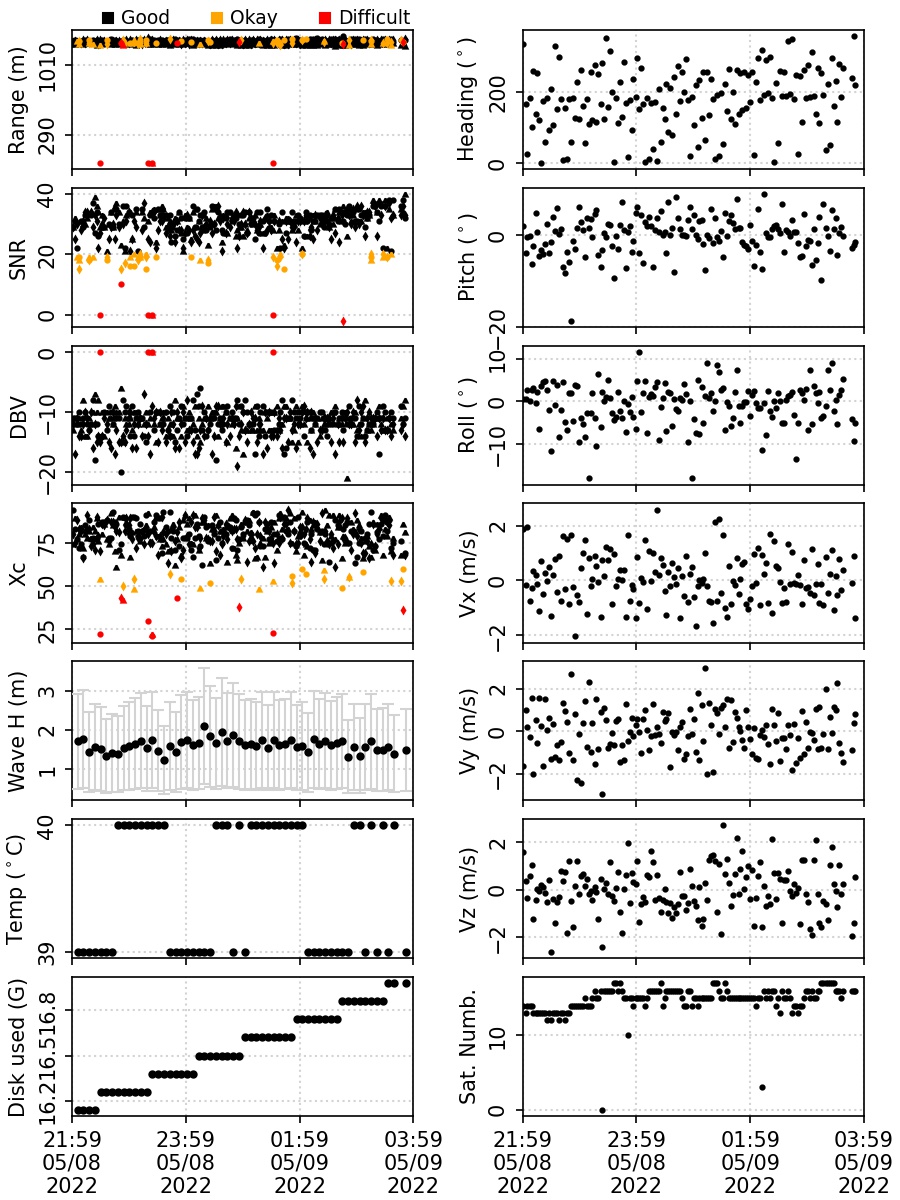 Good Okay Difficult
Range (m)
1010
290
Heading (°)
200
0
SNR
40
20
0
Pitch (°)
0
−20
DBV
0
−10
−20
Roll (°)
10
0
−10
Xc
75
50
25
Vx (m/s)
2
0
−2
Wave H (m)
3
2
1
Vy (m/s)
2
0
−2
Temp (°C)
40
39
Vz (m/s)
2
0
−2
Disk used (G)
16.8
16.5
16.2
Sat. Numb.
10
0
21:59 23:59 01:59 03:59
05/08 05/08 05/09 05/09
2022 2022 2022 2022
21:59 23:59 01:59 03:59
05/08 05/08 05/09 05/09
2022 2022 2022 2022